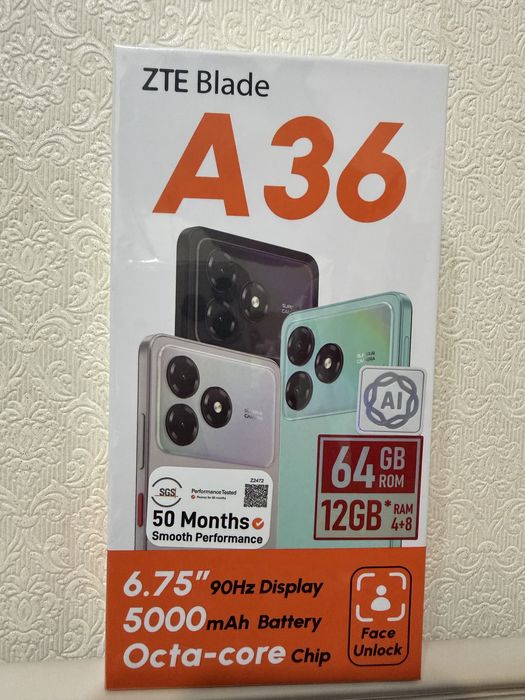 ZTE Blade
A36
AI
64 GB ROM
12GB* RAM 4+8
SGS
Performance Tested
Z2472
50 Months
Smooth Performance
6.75" 90Hz Display
5000mAh Battery
Octa-core Chip
Face
Unlock